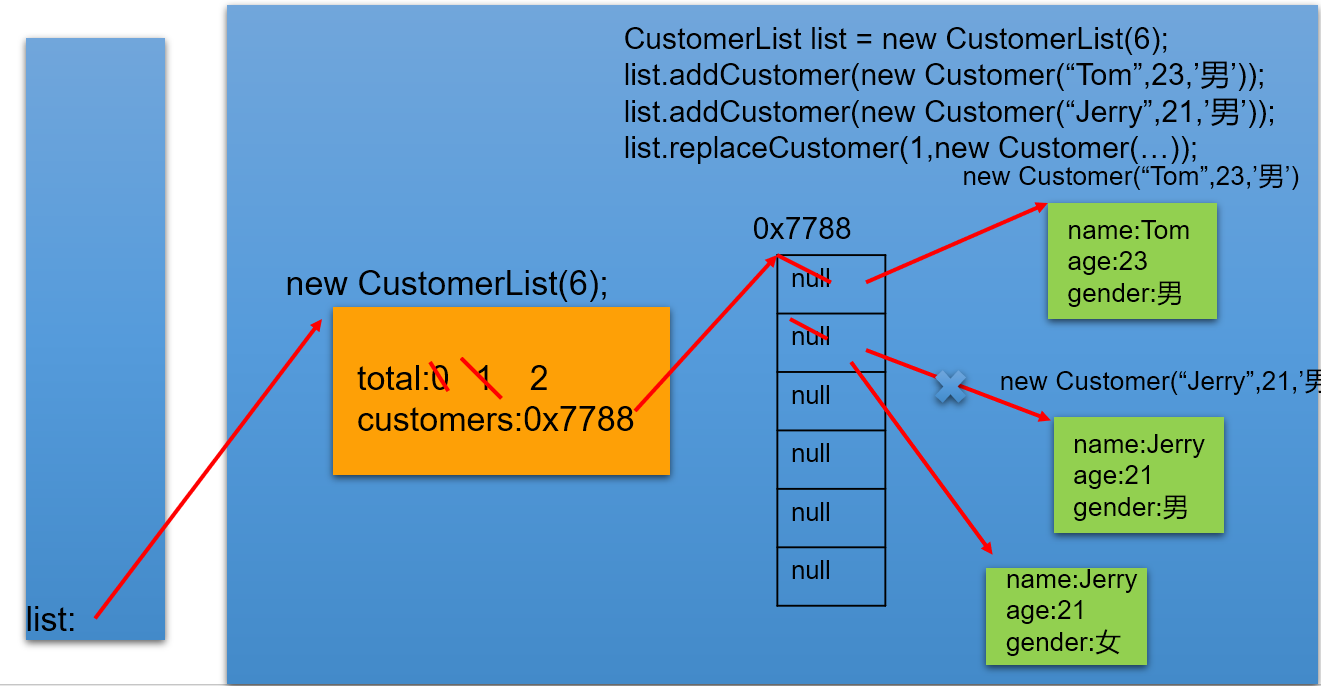 CustomerList list = new CustomerList(6);
list.addCustomer(new Customer(“Tom”,23,’男’));
list.addCustomer(new Customer(“Jerry”,21,’男’));
list.replaceCustomer(1,new Customer(…));
new Customer(“Tom”,23,’男’)
0x7788
name:Tom
age:23
gender:男
new CustomerList(6);
null
null
null
null
null
null
total:0 1 2
customers:0x7788
new Customer(“Jerry”,21,’男
name:Jerry
age:21
gender:男
name:Jerry
age:21
gender:女
list: